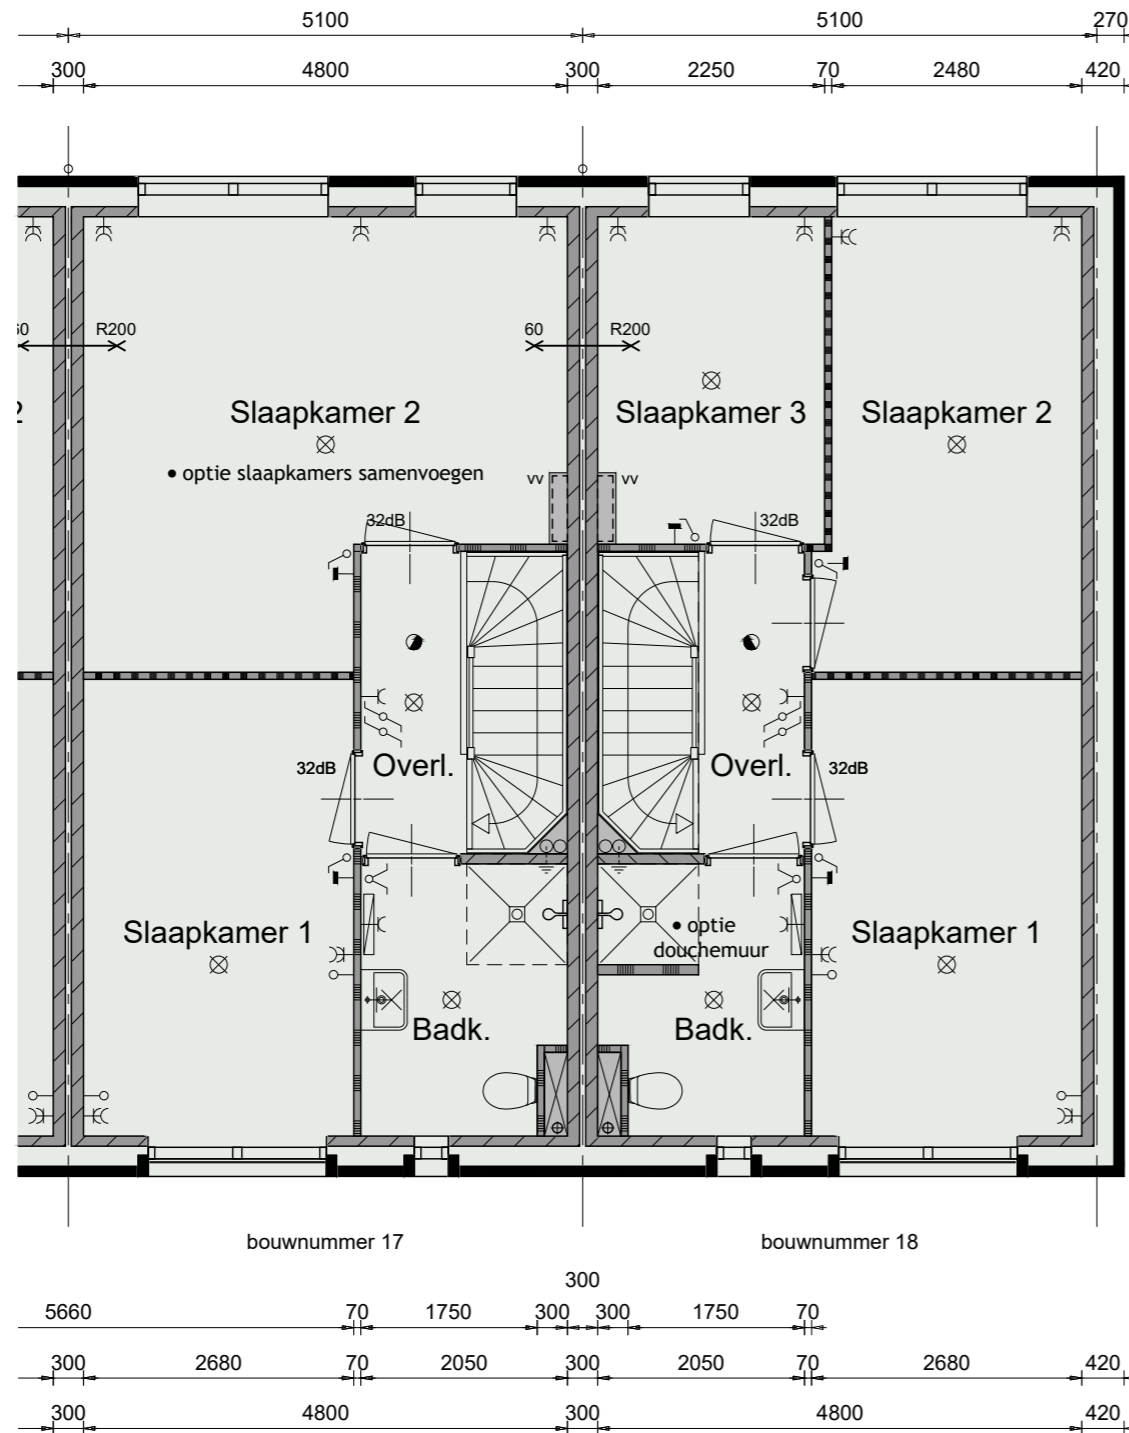 5100 5100 270
300 4800 300 2250 70 2480 420
R200 60 R200
Slaapkamer 2 Slaapkamer 3 Slaapkamer 2
• optie slaapkamers samenvoegen
vv vv
32dB 32dB
Overl. Overl.
32dB 32dB
Slaapkamer 1 • optie Slaapkamer 1
douchemuur
Badk. Badk.
bouwnummer 17 bouwnummer 18
300
5660 70 1750 300 300 1750 70
300 2680 70 2050 300 2050 70 2680 420
300 4800 300 4800 420